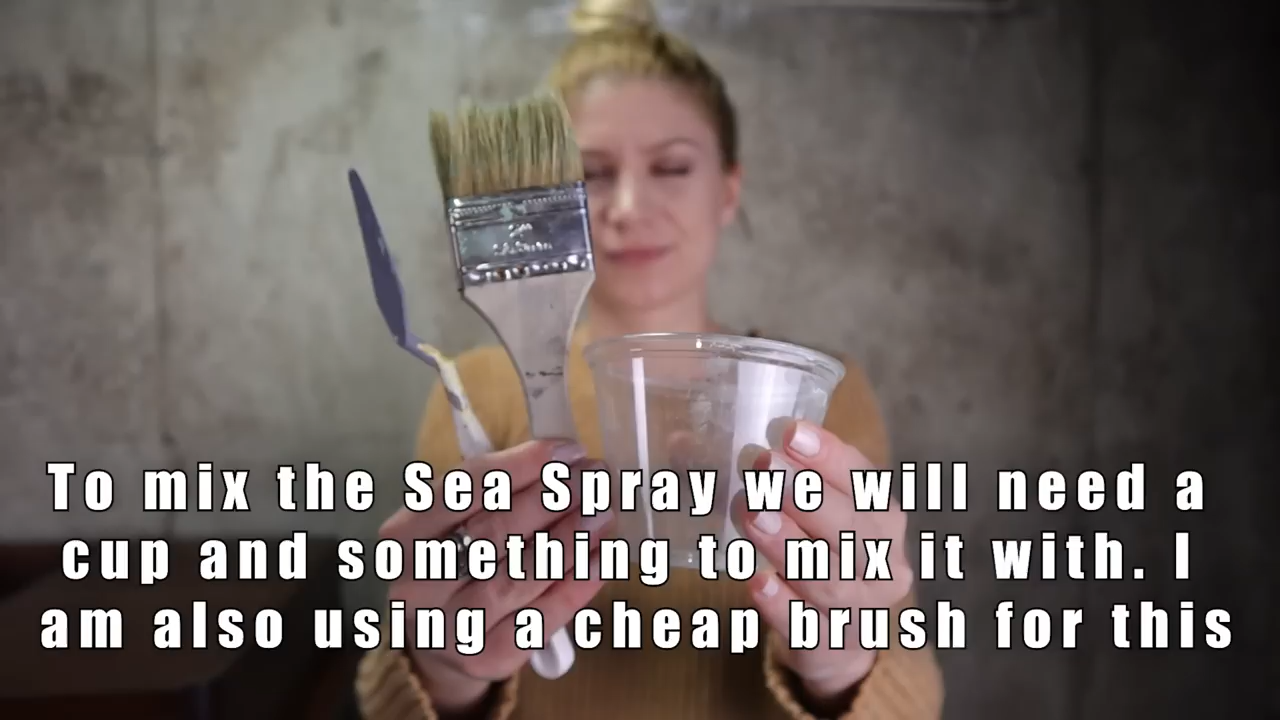 To mix the Sea Spray we will need a
cup and something to mix it with. I
am also using a cheap brush for this